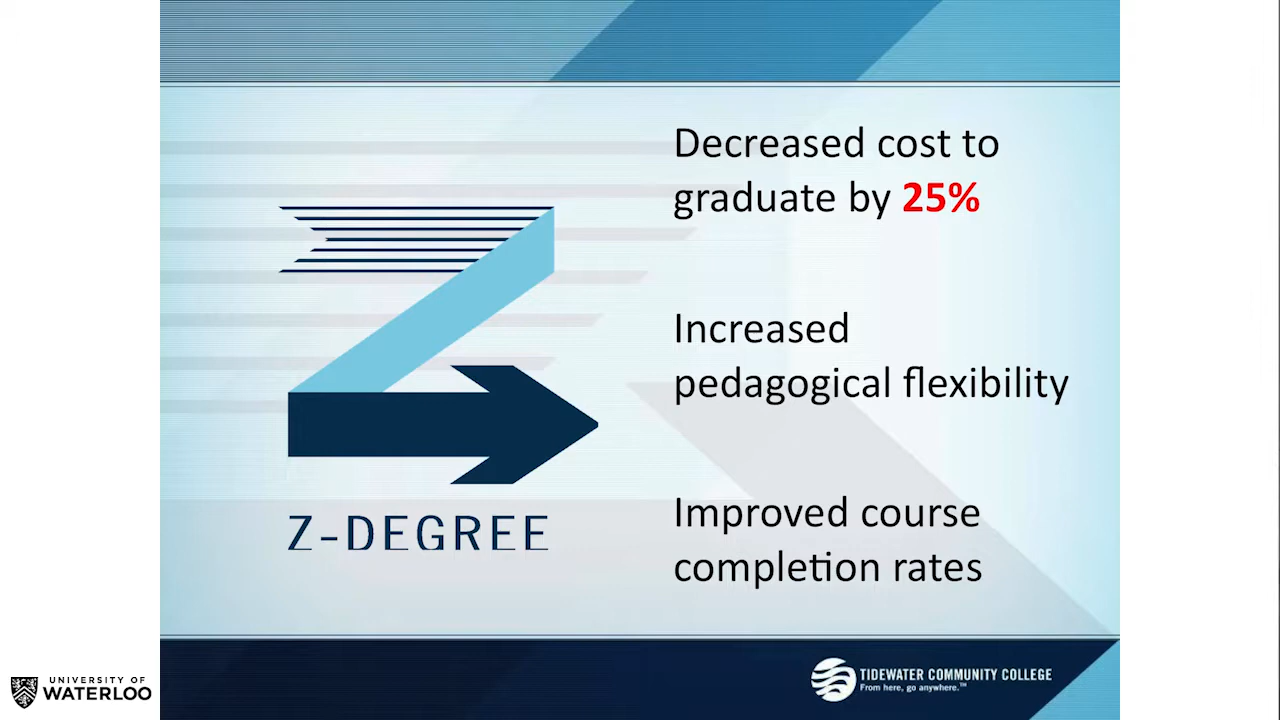 Decreased cost to
graduate by 25%
Increased
pedagogical flexibility
Improved course
completion rates
Z-DEGREE
UNIVERSITY OF
WATERLOO
TIDEWATER COMMUNITY COLLEGE
From here, go anywhere.™